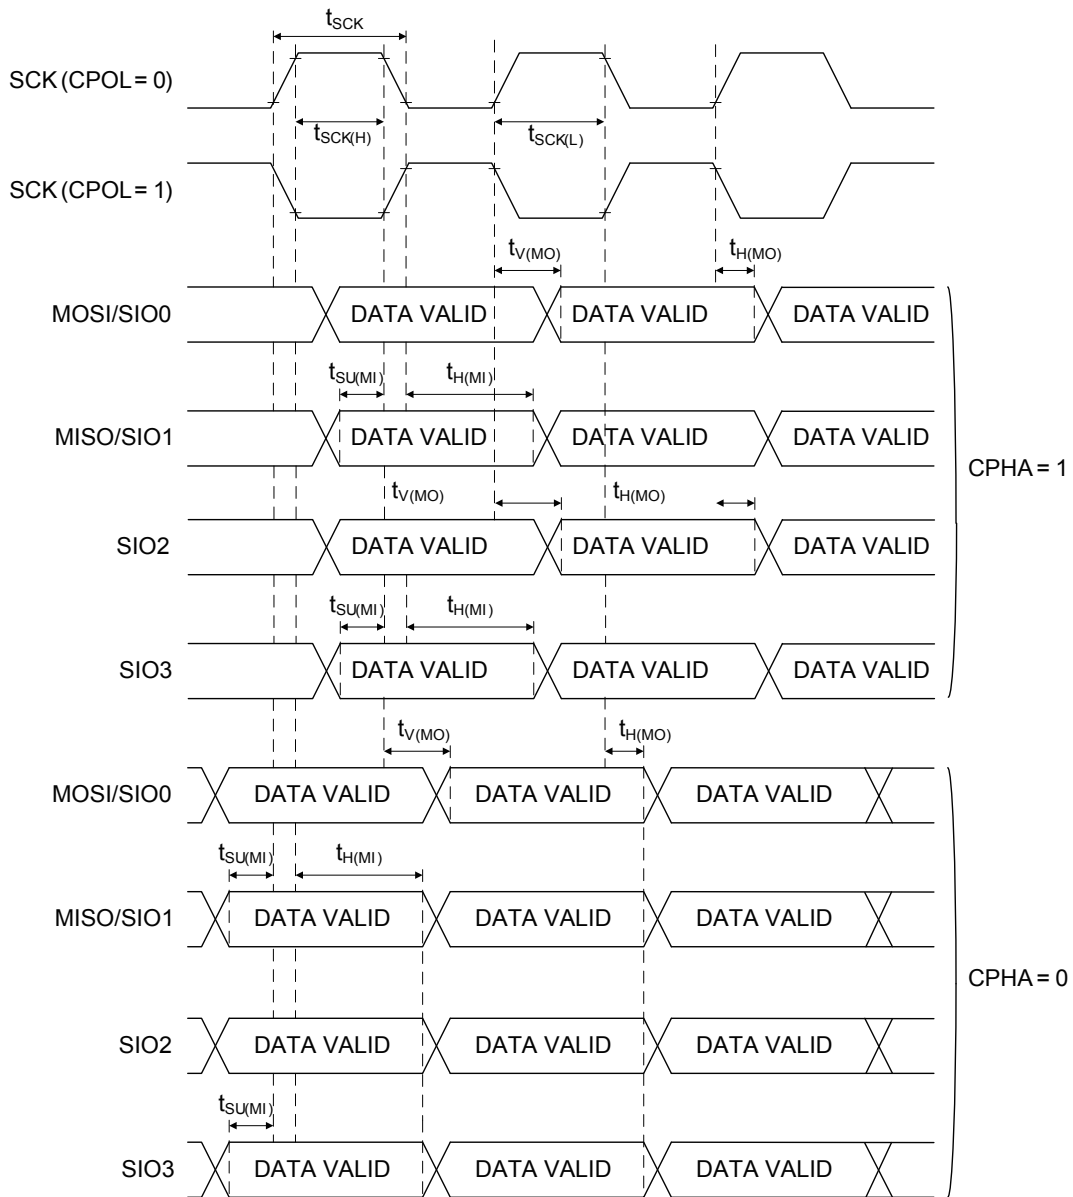 tSCK
SCK (CPOL = 0)
tSCK(H) tSCK(L)
SCK (CPOL = 1)
tV(MO) tH(MO)
MOSI/SIO0 DATA VALID DATA VALID DATA VALID
tSU(MI) tH(MI)
MISO/SIO1 DATA VALID DATA VALID DATA VALID
CPHA = 1
tV(MO) tH(MO)
SIO2 DATA VALID DATA VALID DATA VALID
tSU(MI) tH(MI)
SIO3 DATA VALID DATA VALID DATA VALID
tV(MO) tH(MO)
MOSI/SIO0 DATA VALID DATA VALID DATA VALID
tSU(MI) tH(MI)
MISO/SIO1 DATA VALID DATA VALID DATA VALID
CPHA = 0
SIO2 DATA VALID DATA VALID DATA VALID
tSU(MI)
SIO3 DATA VALID DATA VALID DATA VALID